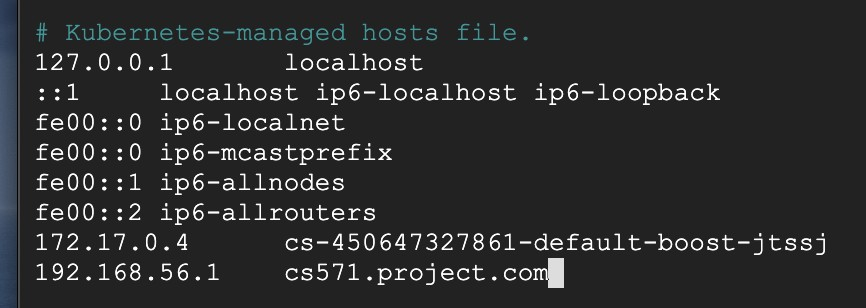 # Kubernetes-managed hosts file.
127.0.0.1 localhost
::1 localhost ip6-localhost ip6-loopback
fe00::0 ip6-localnet
fe00::0 ip6-mcastprefix
fe00::1 ip6-allnodes
fe00::2 ip6-allrouters
172.17.0.4 cs-450647327861-default-boost-jtssj
192.168.56.1 cs571.project.com